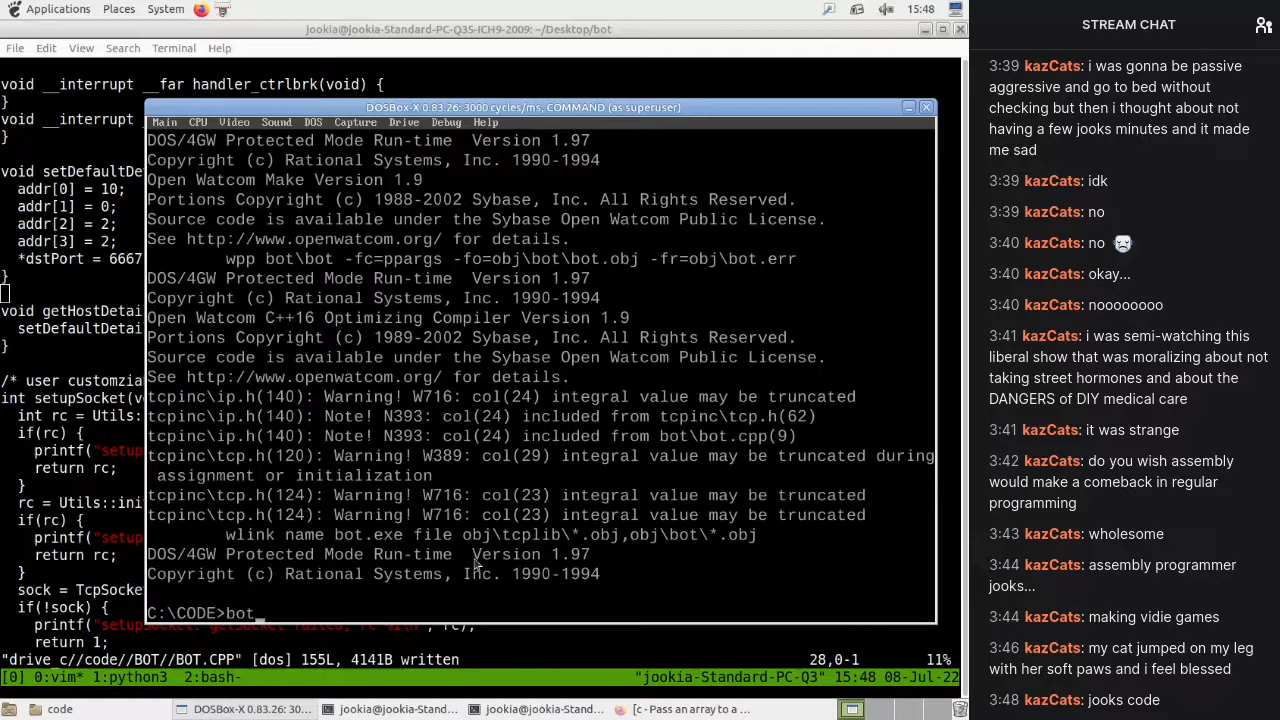 Applications Places System 15:48
jookia@jookia-Standard-PC-Q35-ICH9-2009: ~/Desktop/bot
File Edit View Search Terminal Help
void __interrupt __far handler_ctrlbrk(void) {
}
void __interrupt
}
void setDefaultDe
addr[0] = 10;
addr[1] = 0;
addr[2] = 2;
addr[3] = 2;
*dstPort = 6667
}
void getHostDetai
setDefaultDetai
}
/* user customzia
int setupSocket(v
int rc = Utils::
if(rc) {
printf("setup
return rc;
}
rc = Utils::ini
if(rc) {
printf("setup
return rc;
}
sock = TcpSocke
if(!sock) {
printf("setupSocket: getSocket failed, rc %i\n", rc);
return 1;
"drive_c//code//BOT//BOT.CPP" [dos] 155L, 4141B written 28,0-1 11%
[0] 0:vim* 1:python3 2:bash- "jookia-Standard-PC-Q3" 15:48 08-Jul-22
DOSBox-X 0.83.26: 3000 cycles/ms, COMMAND (as superuser)
Main CPU Video Sound DOS Capture Drive Debug Help
DOS/4GW Protected Mode Run-time Version 1.97
Copyright (c) Rational Systems, Inc. 1990-1994
Open Watcom Make Version 1.9
Portions Copyright (c) 1988-2002 Sybase, Inc. All Rights Reserved.
Source code is available under the Sybase Open Watcom Public License.
See http://www.openwatcom.org/ for details.
wpp bot\bot -fc=ppargs -fo=obj\bot\bot.obj -fr=obj\bot.err
DOS/4GW Protected Mode Run-time Version 1.97
Copyright (c) Rational Systems, Inc. 1990-1994
Open Watcom C++16 Optimizing Compiler Version 1.9
Portions Copyright (c) 1989-2002 Sybase, Inc. All Rights Reserved.
Source code is available under the Sybase Open Watcom Public License.
See http://www.openwatcom.org/ for details.
tcpinc\ip.h(140): Warning! W716: col(24) integral value may be truncated
tcpinc\ip.h(140): Note! N393: col(24) included from tcpinc\tcp.h(62)
tcpinc\ip.h(140): Note! N393: col(24) included from bot\bot.cpp(9)
tcpinc\tcp.h(120): Warning! W389: col(29) integral value may be truncated during
assignment or initialization
tcpinc\tcp.h(124): Warning! W716: col(23) integral value may be truncated
tcpinc\tcp.h(124): Warning! W716: col(23) integral value may be truncated
wlink name bot.exe file obj\tcplib\*.obj,obj\bot\*.obj
DOS/4GW Protected Mode Run-time Version 1.97
Copyright (c) Rational Systems, Inc. 1990-1994
C:\CODE>bot_
code DOSBox-X 0.83.26: 30... jookia@jookia-Stand... jookia@jookia-Stand... [c - Pass an array to a ...
STREAM CHAT
3:39 kazCats: i was gonna be passive
aggressive and go to bed without
checking but then i thought about not
having a few jooks minutes and it made
me sad
3:39 kazCats: idk
3:39 kazCats: no
3:40 kazCats: no
3:40 kazCats: okay...
3:40 kazCats: noooooooo
3:41 kazCats: i was semi-watching this
liberal show that was moralizing about not
taking street hormones and about the
DANGERS of DIY medical care
3:41 kazCats: it was strange
3:42 kazCats: do you wish assembly
would make a comeback in regular
programming
3:43 kazCats: wholesome
3:44 kazCats: assembly programmer
jooks...
3:44 kazCats: making vidie games
3:46 kazCats: my cat jumped on my leg
with her soft paws and i feel blessed
3:48 kazCats: jooks code